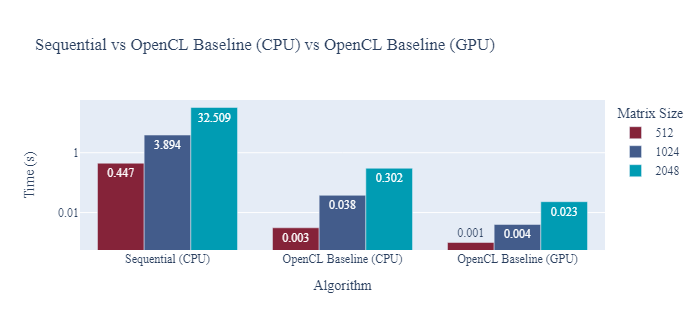 Sequential vs OpenCL Baseline (CPU) vs OpenCL Baseline (GPU)
Matrix Size
512
1024
2048
Time (s)
1
0.01
0.447
3.894
32.509
0.003
0.038
0.302
0.001
0.004
0.023
Sequential (CPU)
OpenCL Baseline (CPU)
OpenCL Baseline (GPU)
Algorithm